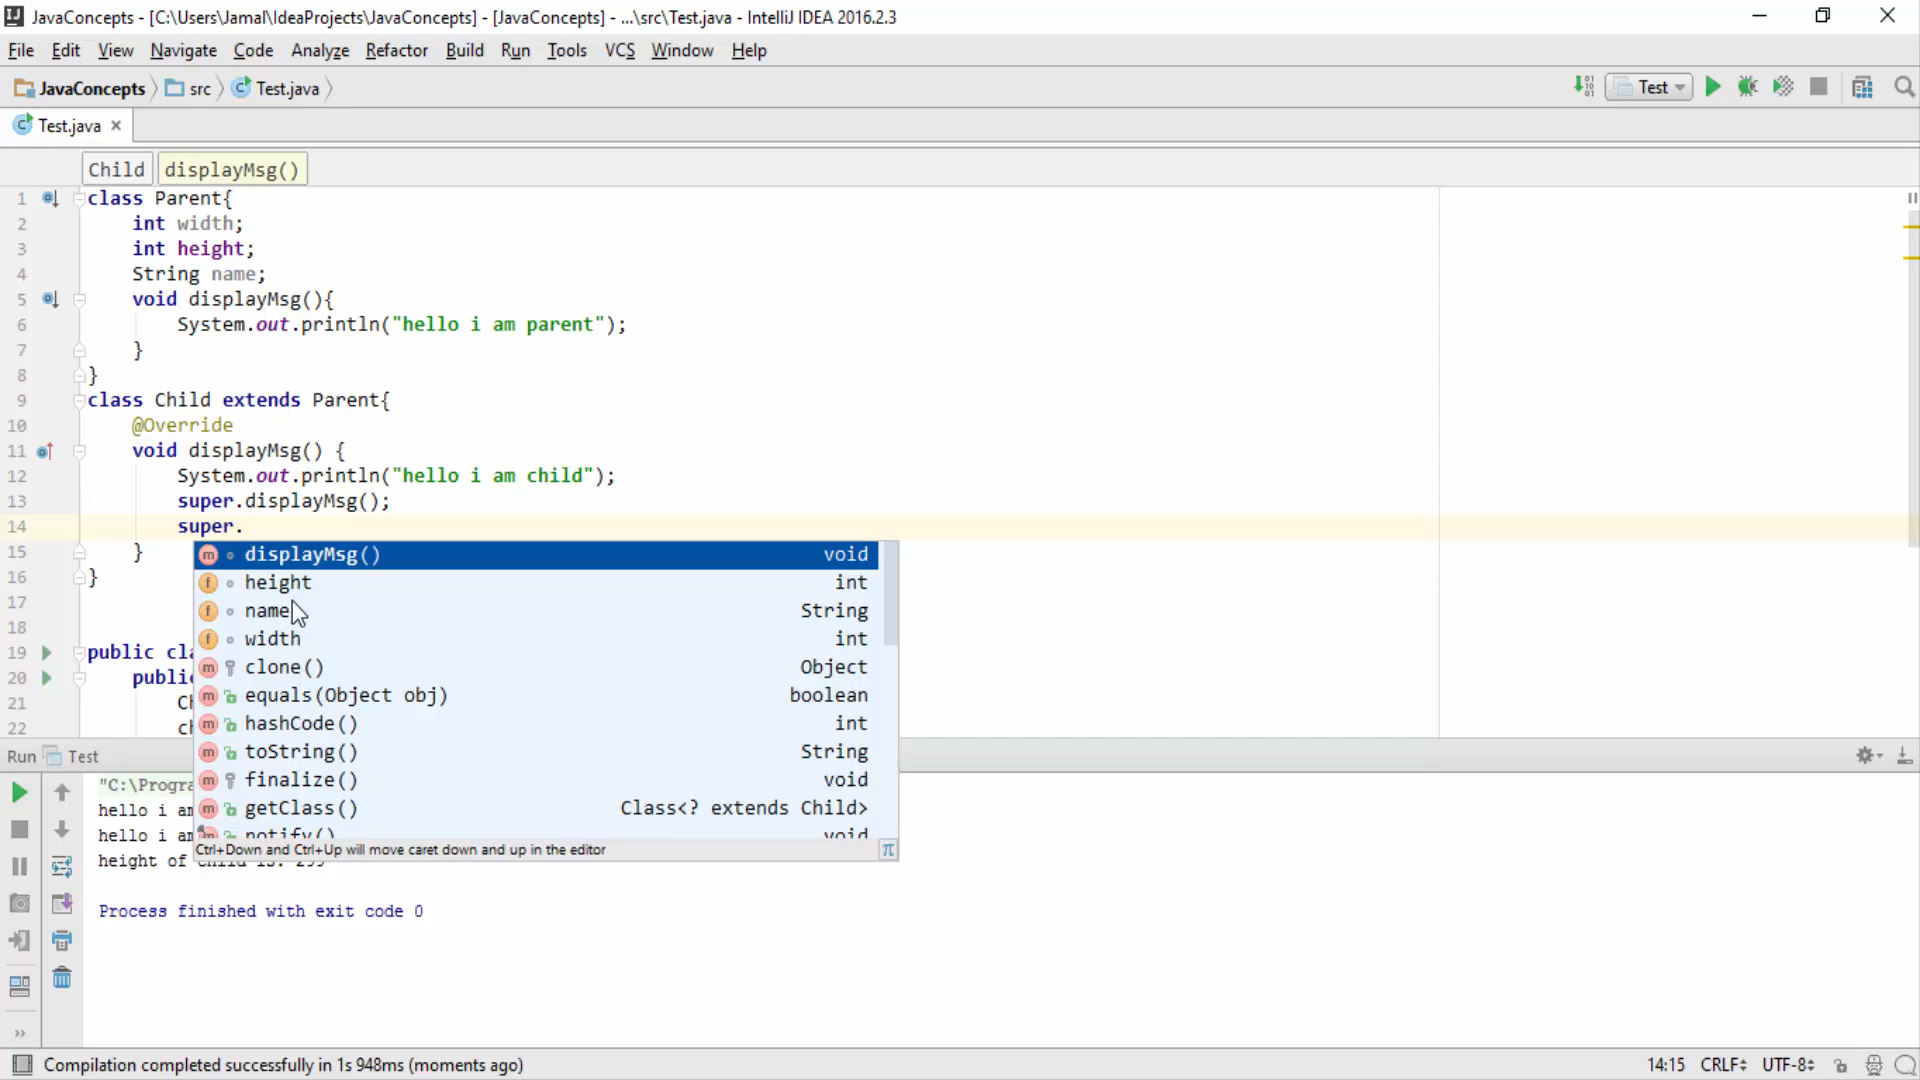 JavaConcepts - [C:\Users\Jamal\IdeaProjects\JavaConcepts] - [JavaConcepts] - ...\src\Test.java - IntelliJ IDEA 2016.2.3
File Edit View Navigate Code Analyze Refactor Build Run Tools VCS Window Help
JavaConcepts src Test.java Test
Test.java
Child displayMsg()
1 class Parent{
2 int width;
3 int height;
4 String name;
5 void displayMsg(){
6 System.out.println("hello i am parent");
7 }
8 }
9 class Child extends Parent{
10 @Override
11 void displayMsg() {
12 System.out.println("hello i am child");
13 super.displayMsg();
14 super.
15 }
16 }
17
18
19 public cla
20 public
21 Ch
22 ch
displayMsg() void
height int
name String
width int
clone() Object
equals(Object obj) boolean
hashCode() int
toString() String
finalize() void
getClass() Class<? extends Child>
notify() void
Ctrl+Down and Ctrl+Up will move caret down and up in the editor
Run Test
"C:\Progra
hello i am
hello i am
height of
Process finished with exit code 0
Compilation completed successfully in 1s 948ms (moments ago) 14:15 CRLF UTF-8